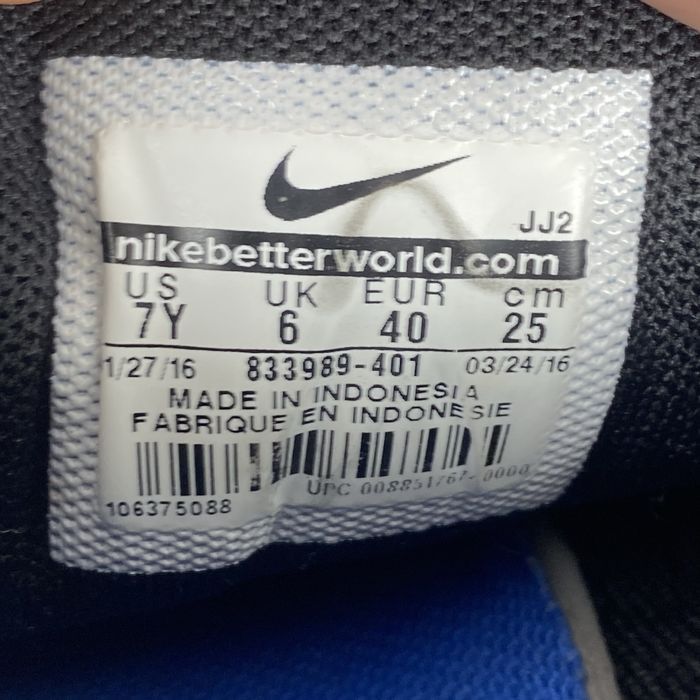 JJ2
nikebetterworld.com
US UK EUR cm
7Y 6 40 25
1/27/16 833989-401 03/24/16
MADE IN INDONESIA
FABRIQUE EN INDONESIE
UPC
106375088